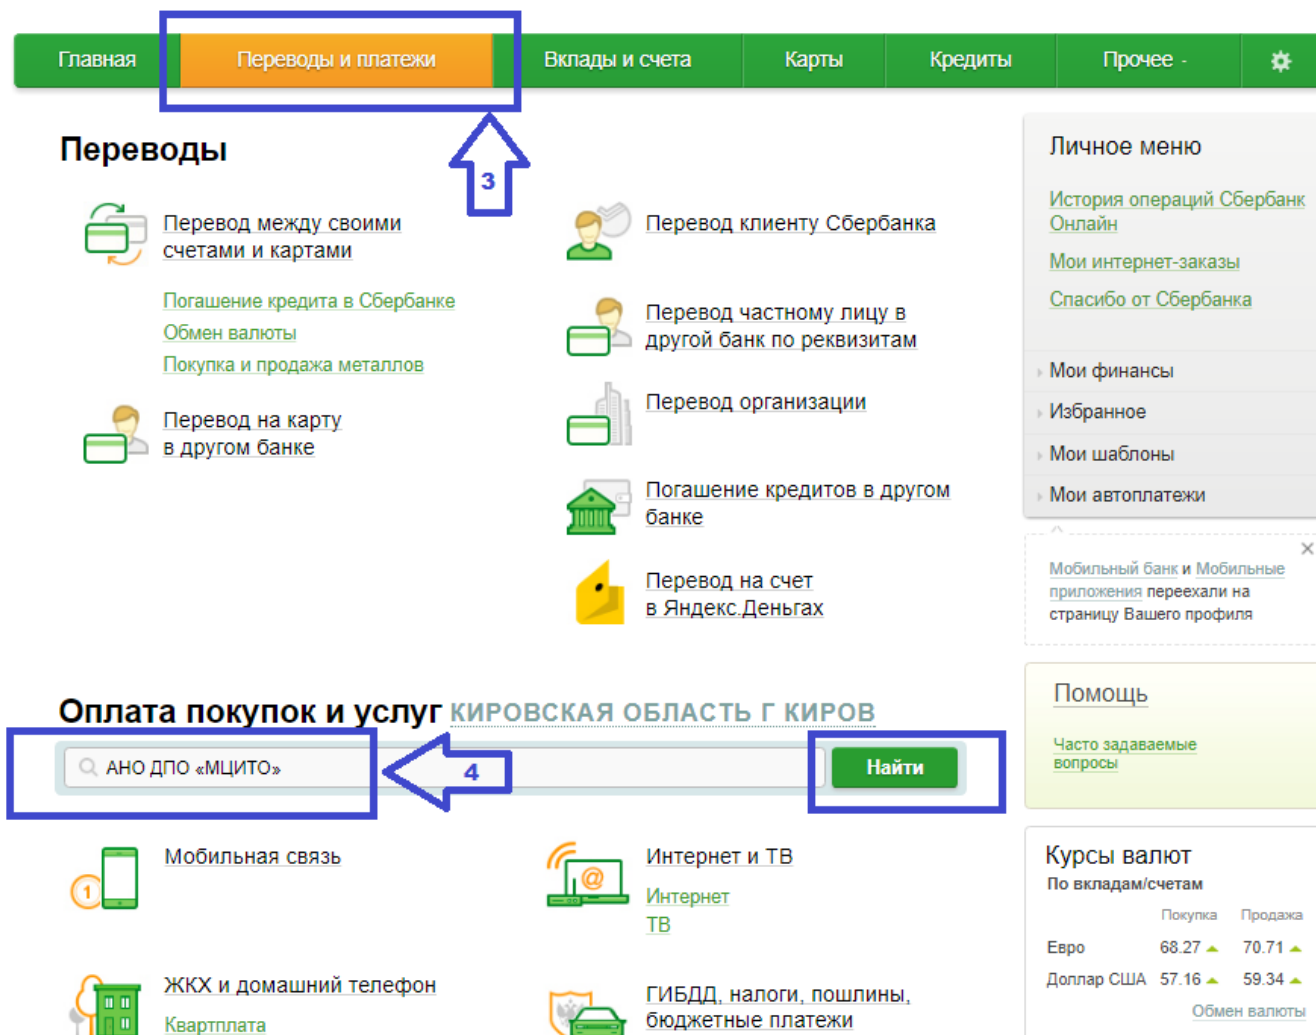 Главная
Переводы и платежи
Вклады и счета
Карты
Кредиты
Прочее -
3
Переводы
Перевод между своими
счетами и картами
Погашение кредита в Сбербанке
Обмен валюты
Покупка и продажа металлов
Перевод на карту
в другом банке
Перевод клиенту Сбербанка
Перевод частному лицу в
другой банк по реквизитам
Перевод организации
Погашение кредитов в другом
банке
Перевод на счет
в Яндекс.Деньгах
Личное меню
История операций Сбербанк
Онлайн
Мои интернет-заказы
Спасибо от Сбербанка
Мои финансы
Избранное
Мои шаблоны
Мои автоплатежи
Мобильный банк и Мобильные
приложения переехали на
страницу Вашего профиля
Оплата покупок и услуг КИРОВСКАЯ ОБЛАСТЬ Г КИРОВ
АНО ДПО «МЦИТО»
4
Найти
Мобильная связь
1
Интернет и ТВ
@
Интернет
ТВ
ЖКХ и домашний телефон
Квартплата
ГИБДД, налоги, пошлины,
бюджетные платежи
Помощь
Часто задаваемые
вопросы
Курсы валют
По вкладам/счетам
Покупка Продажа
Евро 68.27 70.71
Доллар США 57.16 59.34
Обмен валюты